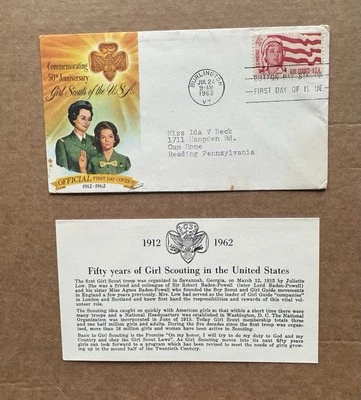 Commemorating
50th Anniversary
Girl Scouts of the U.S.A.
OFFICIAL FIRST DAY COVER
1912-1962
BURLINGTON
JUL 24
9-AM
1962
VT.
BUTTON BAY STATION
FIRST DAY OF ISSUE
Miss Ida V Beck
1711 Hampden Bd.
Our Home
Reading Pennsylvania
1912 1962
Fifty years of Girl Scouting in the United States
The first Girl Scout troop was organized in Savannah, Georgia, on March 12, 1912 by Juliette
Low. She was a friend and colleague of Sir Robert Baden-Powell (later Lord Baden-Powell)
and his sister Miss Agnes Baden-Powell who founded the Boy Scout and Girl Guide movements
in England a few years previously. Mrs. Low had served as the leader of Girl Guide "companies"
in London and Scotland and knew first hand the responsibilities and rewards of this vital vol-
unteer role.
The Scouting idea caught on quickly with American girls so that within a short time there were
many troops and a National Headquarters was established in Washington, D. C. The National
Organization was incorporated in June of 1915. Today Girl Scout membership totals three
and one half million girls and adults. During the five decades since the first troop was organ-
ized, more than 18 million girls and women have been active in Scouting.
Basic to Girl Scouting is the Promise "On my honor, I will try to do my duty to God and my
Country and obey the Girl Scout Laws". As Girl Scouting moves into its next fifty years
girls can look forward to a program which has been revised to meet the needs of girls grow-
ing up in the second half of the Twentieth Century.